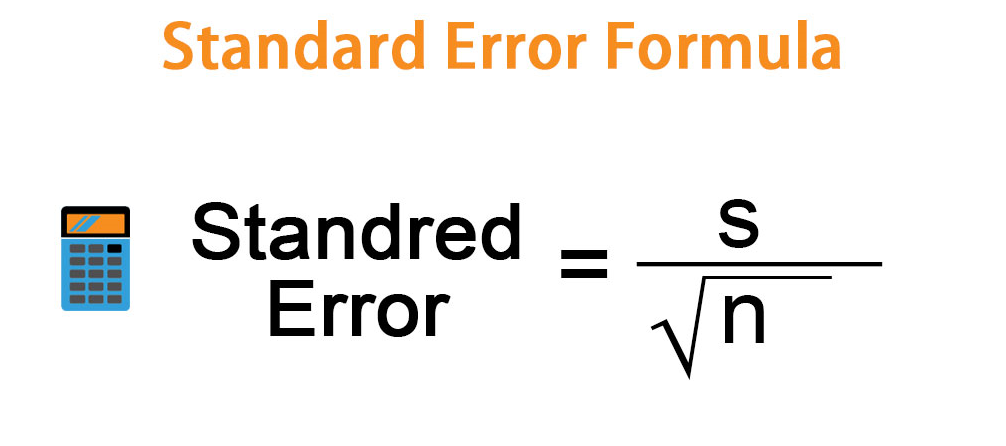 Standard Error Formula
Standred
Error
=
s
√n